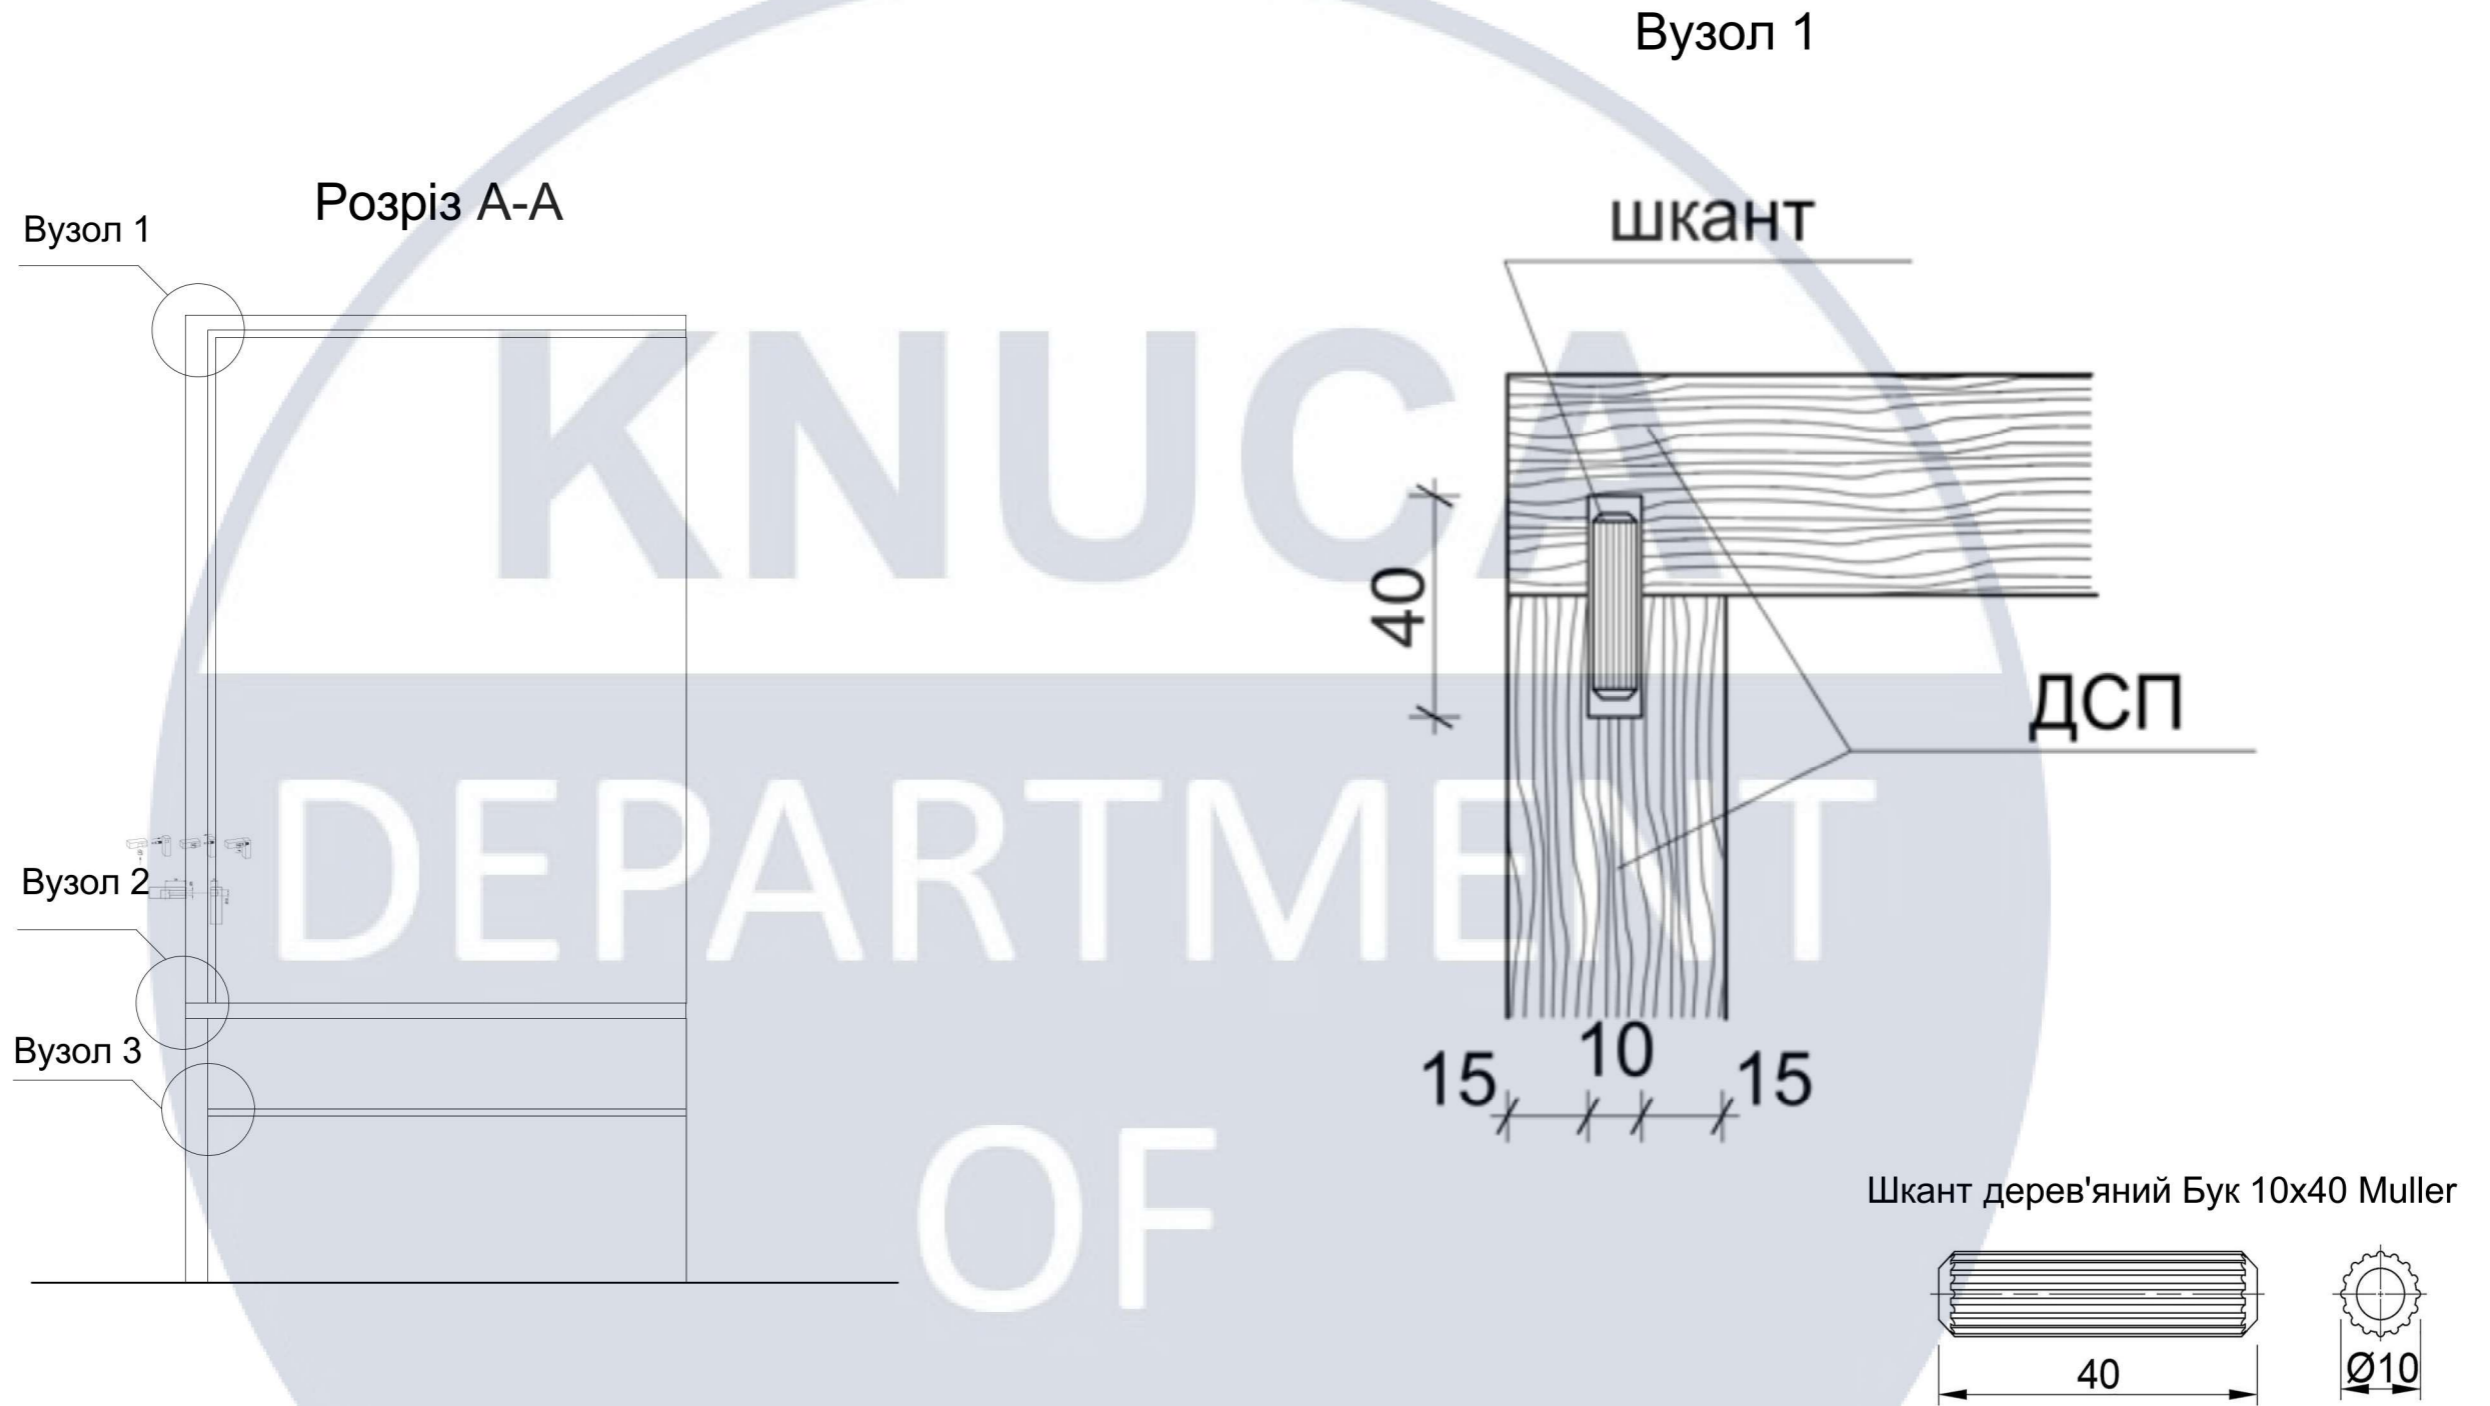 Вузол 1
Розріз А-А
Вузол 1
шкант
KNUCA
40
ДСП
DEPARTMENT
Вузол 2
Вузол 3
10
15
15
OF
Шкант дерев'яний Бук 10х40 Muller
40
Ø10